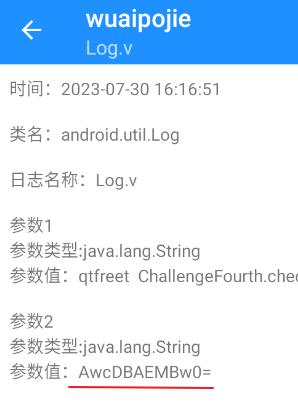 wuaipojie
Log.v
时间：2023-07-30 16:16:51
类名：android.util.Log
日志名称：Log.v
参数1
参数类型:java.lang.String
参数值：qtfreet ChallengeFourth.chec
参数2
参数类型:java.lang.String
参数值：AwcDBAEMBw0=